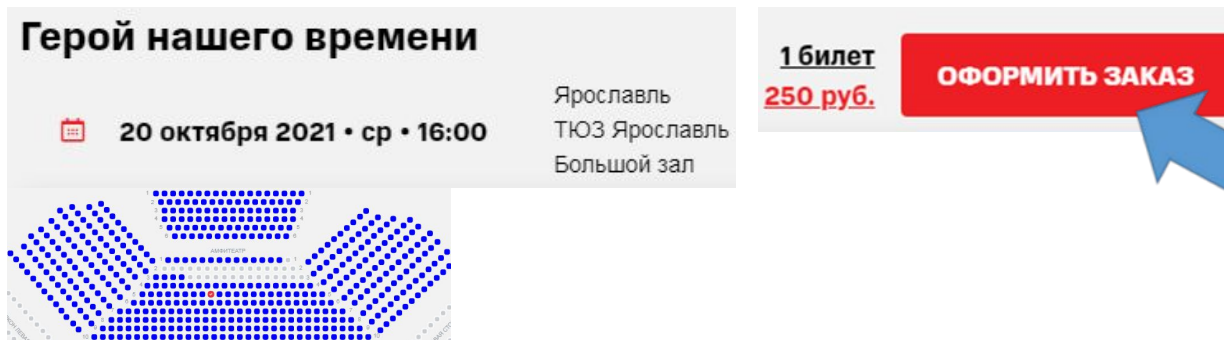 Герой нашего времени
20 октября 2021 • ср • 16:00
Ярославль
ТЮЗ Ярославль
Большой зал
1 билет
250 руб.
ОФОРМИТЬ ЗАКАЗ
АМФИТЕАТР